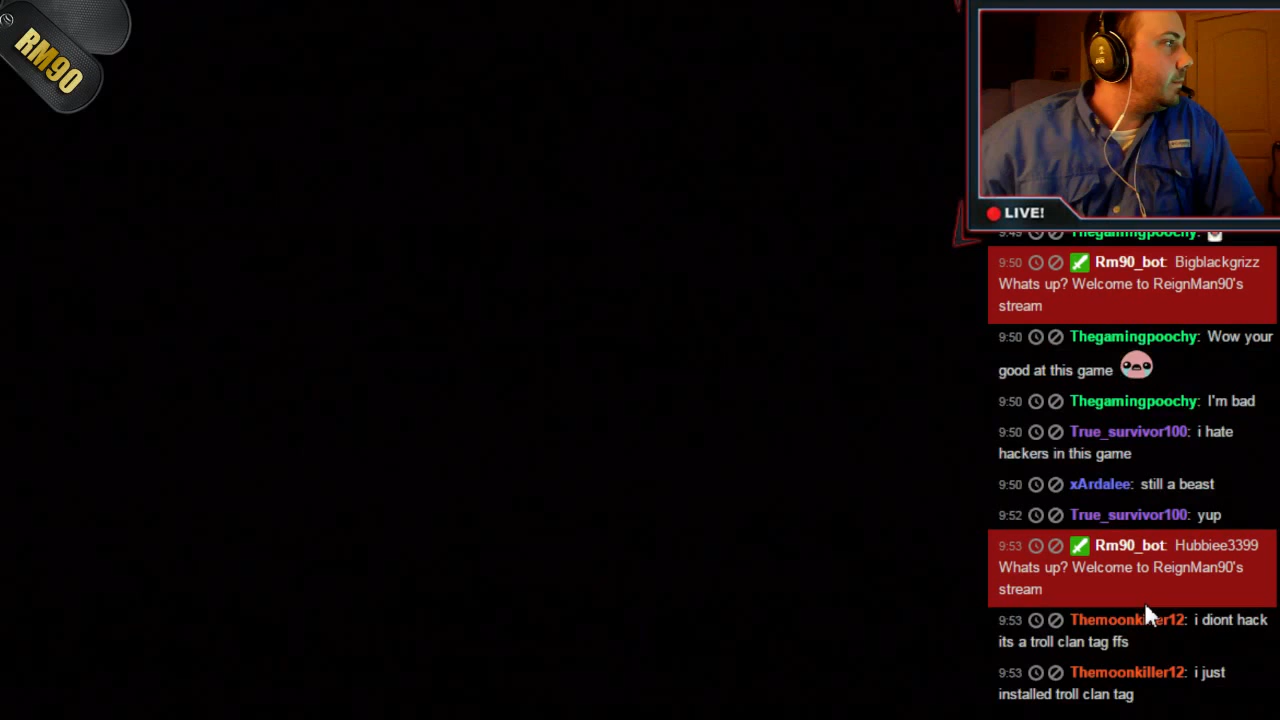 RM90
LIVE!
9:49 Thegamingpoochy:
9:50 Rm90_bot: Bigblackgrizz
Whats up? Welcome to ReignMan90's
stream
9:50 Thegamingpoochy: Wow your
good at this game
9:50 Thegamingpoochy: I'm bad
9:50 True_survivor100: i hate
hackers in this game
9:50 xArdalee: still a beast
9:52 True_survivor100: yup
9:53 Rm90_bot: Hubbiee3399
Whats up? Welcome to ReignMan90's
stream
9:53 Themoonkiller12: i diont hack
its a troll clan tag ffs
9:53 Themoonkiller12: i just
installed troll clan tag